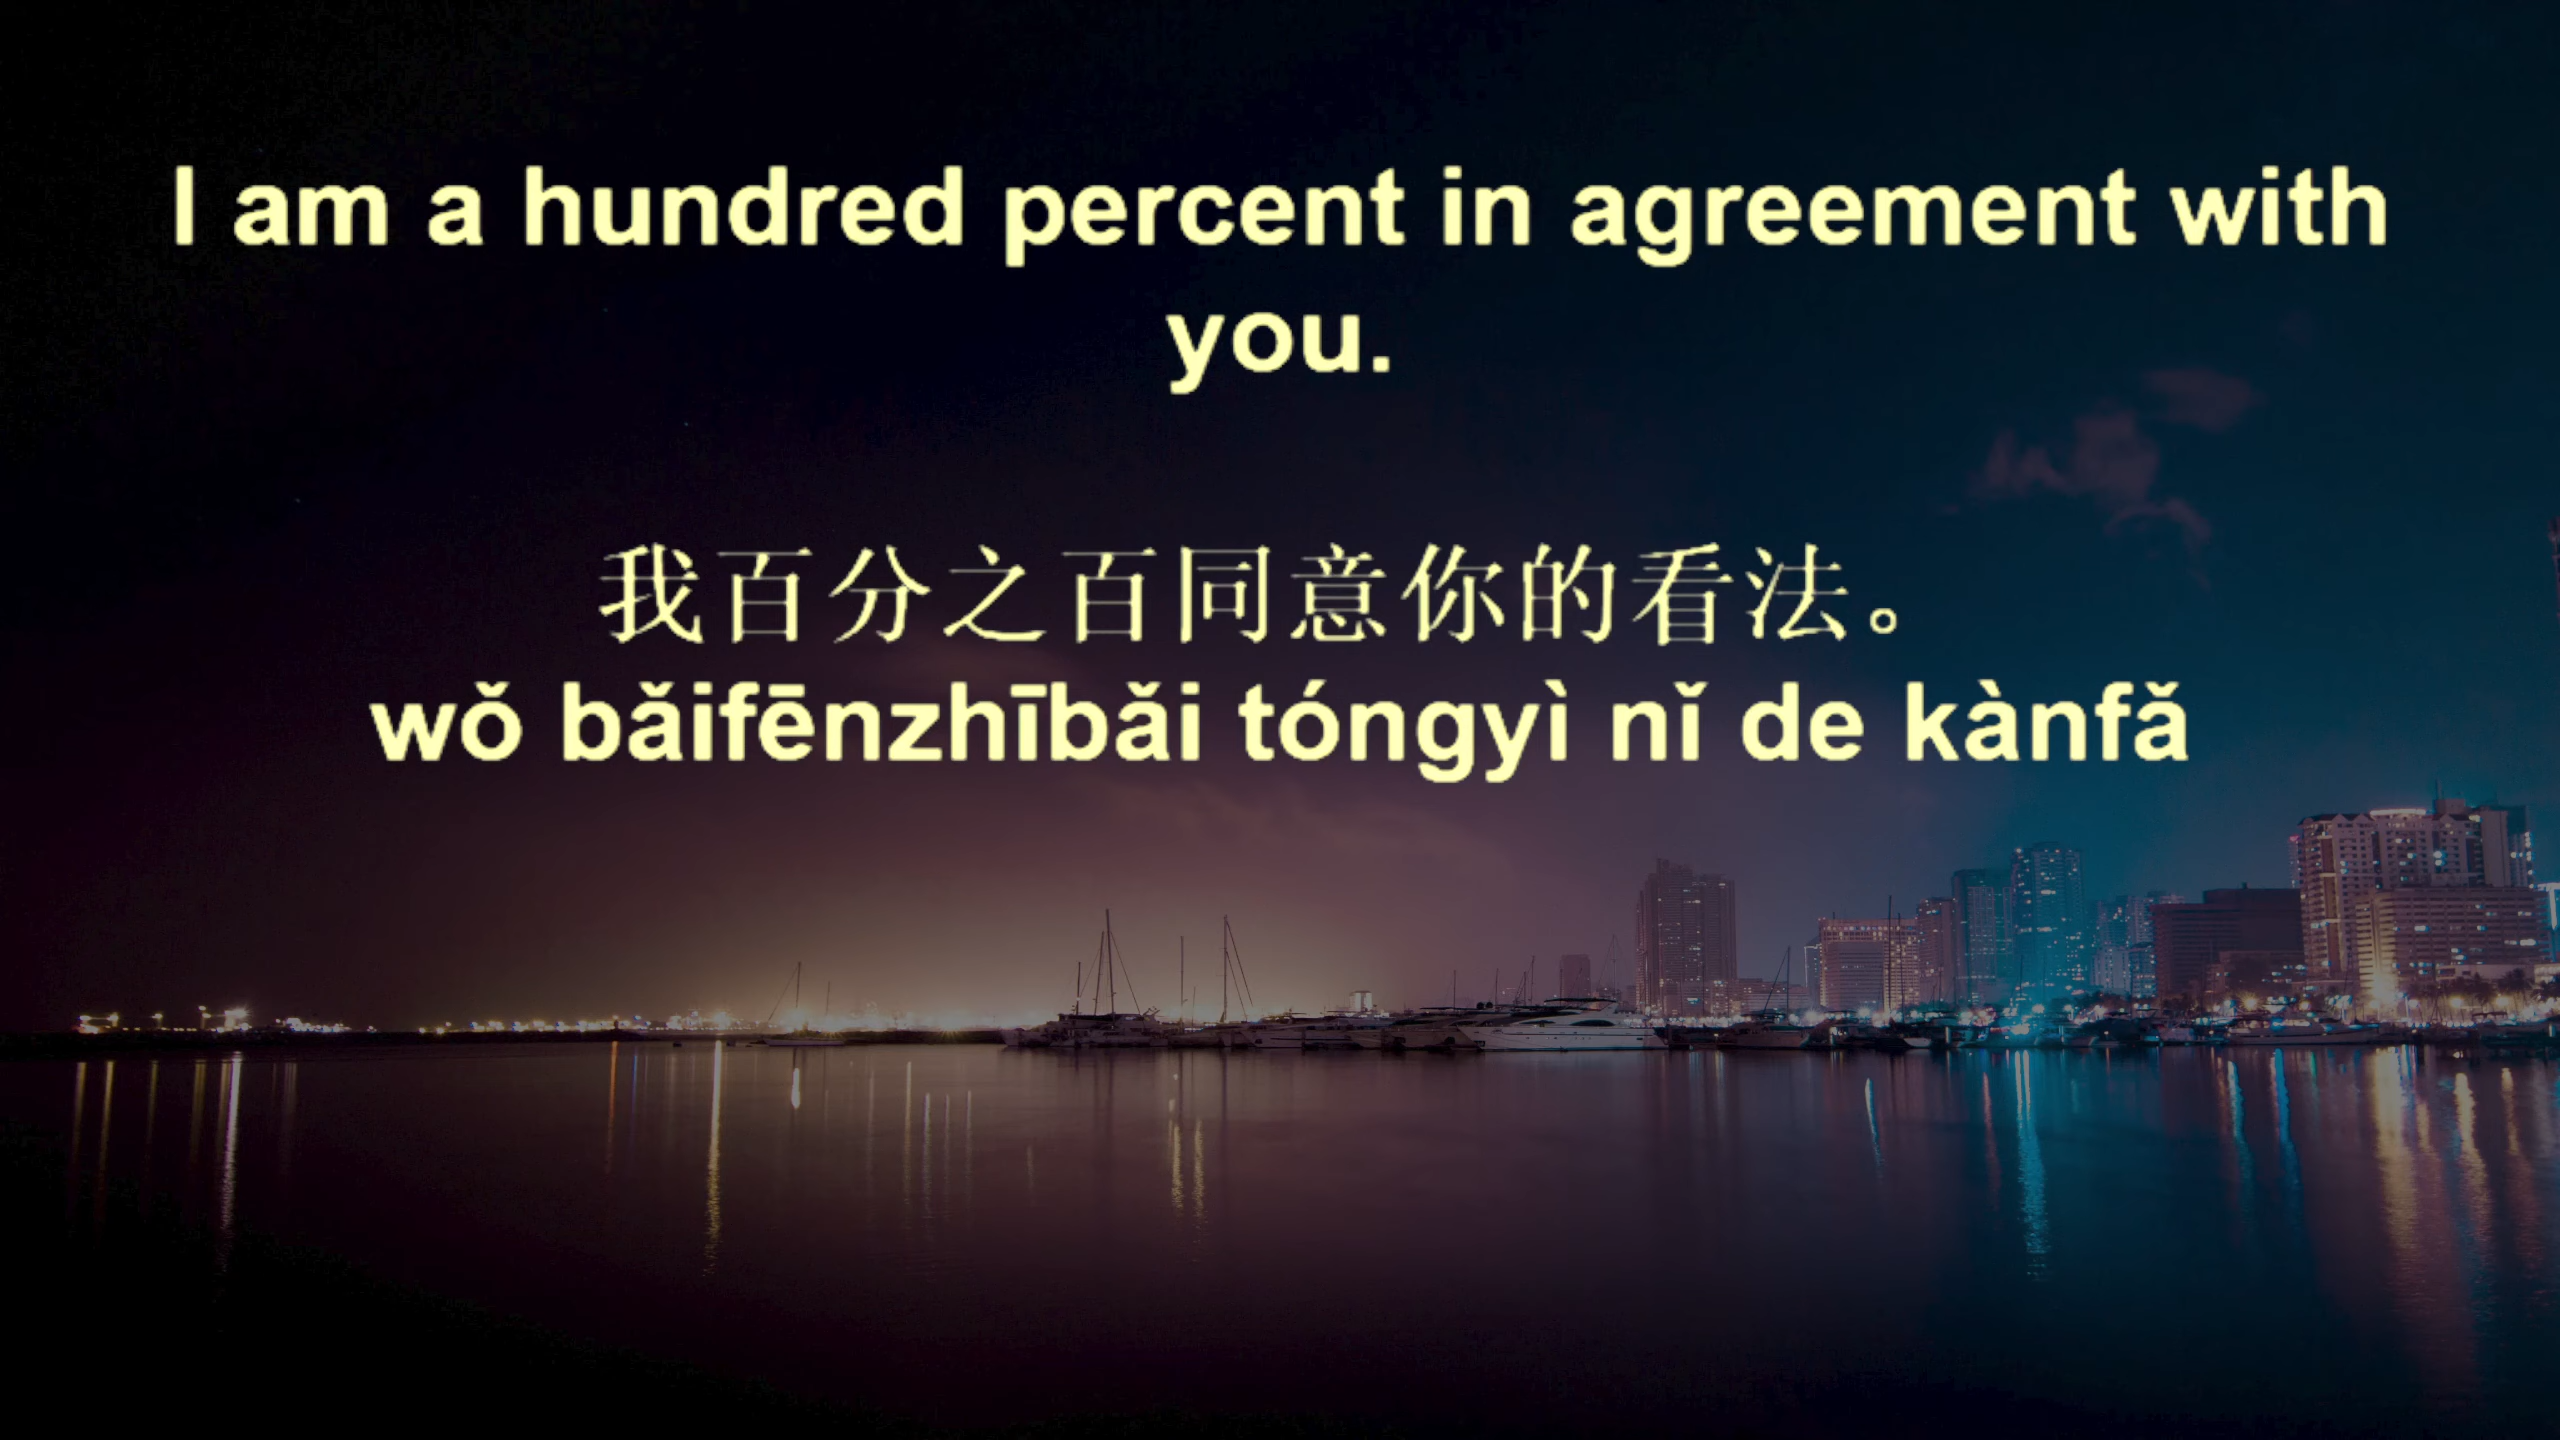 I am a hundred percent in agreement with
you.
我百分之百同意你的看法。
wǒ bǎifēnzhībǎi tóngyì nǐ de kànfǎ